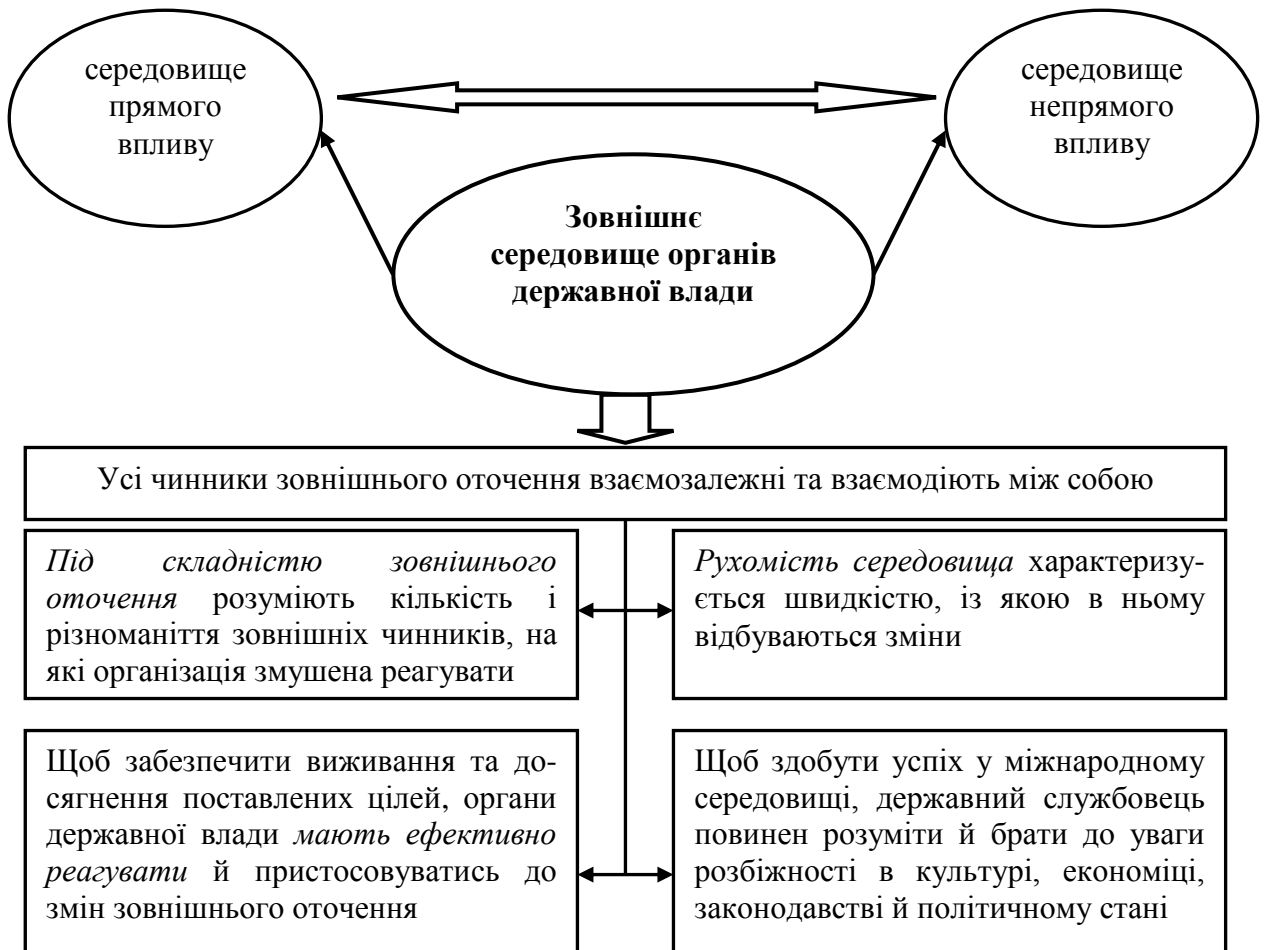 середовище
прямого
впливу
середовище
непрямого
впливу
Зовнішнє
середовище органів
державної влади
Усі чинники зовнішнього оточення взаємозалежні та взаємодіють між собою
Під складністю зовнішнього
оточення розуміють кількість і
різноманіття зовнішніх чинників, на
які організація змушена реагувати
Рухомість середовища характеризу-
ється швидкістю, із якою в ньому
відбуваються зміни
Щоб забезпечити виживання та до-
сягнення поставлених цілей, органи
державної влади мають ефективно
реагувати й пристосовуватись до
змін зовнішнього оточення
Щоб здобути успіх у міжнародному
середовищі, державний службовець
повинен розуміти й брати до уваги
розбіжності в культурі, економіці,
законодавстві й політичному стані